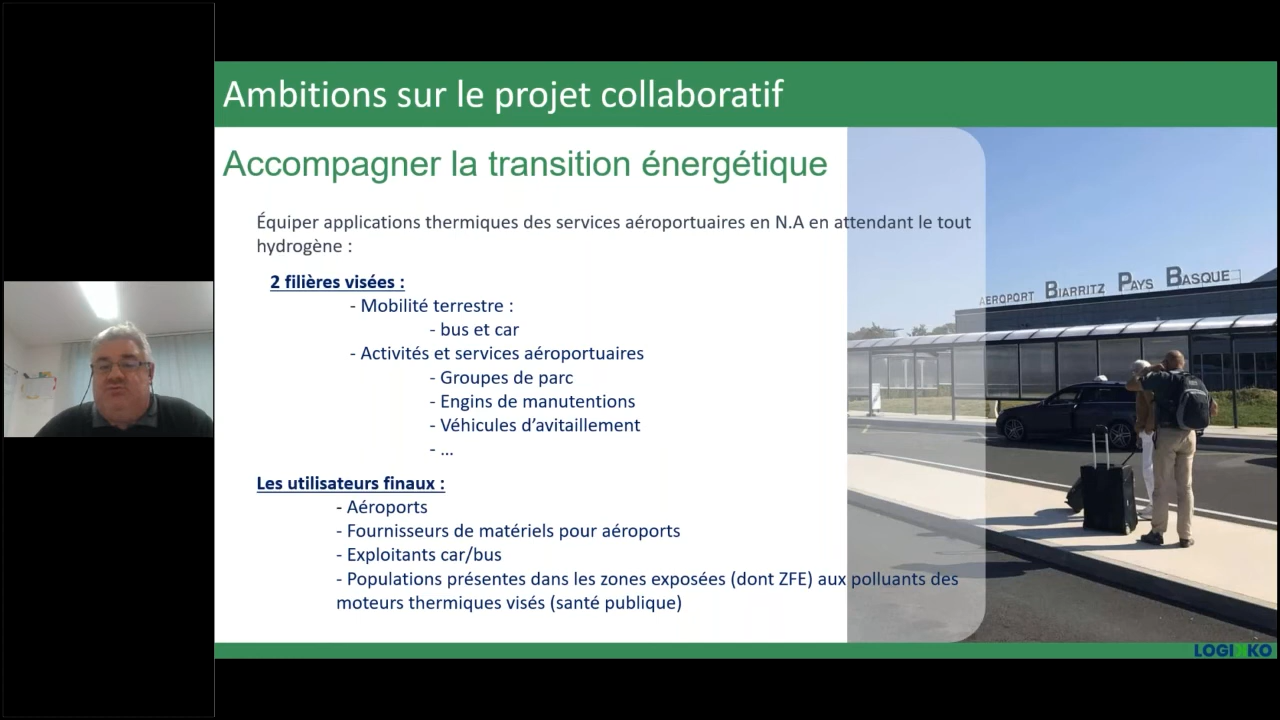 Ambitions sur le projet collaboratif
Accompagner la transition énergétique
Équiper applications thermiques des services aéroportuaires en N.A en attendant le tout
hydrogène :
2 filières visées :
- Mobilité terrestre :
- bus et car
- Activités et services aéroportuaires
- Groupes de parc
- Engins de manutentions
- Véhicules d’avitaillement
- ...
Les utilisateurs finaux :
- Aéroports
- Fournisseurs de matériels pour aéroports
- Exploitants car/bus
- Populations présentes dans les zones exposées (dont ZFE) aux polluants des
moteurs thermiques visés (santé publique)
AEROPORT BIARRITZ PAYS BASQUE
LOGIKKO